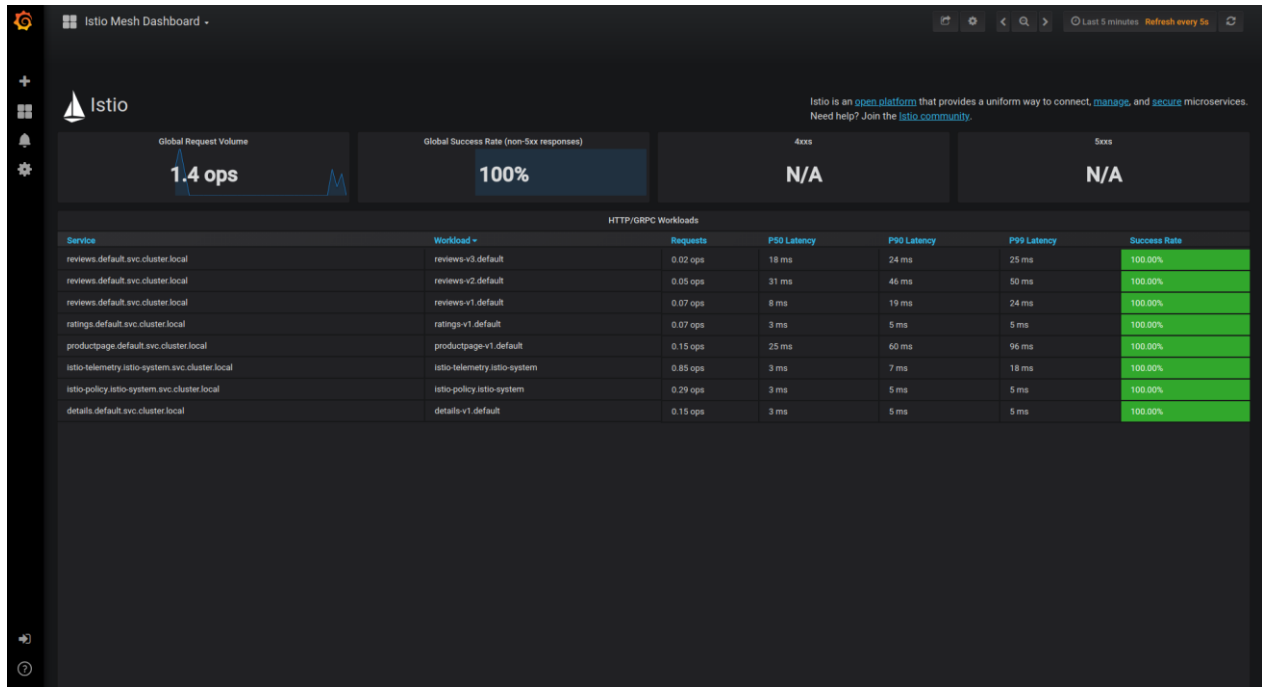 Istio Mesh Dashboard
Last 5 minutes Refresh every 5s
Istio
Istio is an open platform that provides a uniform way to connect, manage, and secure microservices.
Need help? Join the Istio community.
Global Request Volume
1.4 ops
Global Success Rate (non-5xx responses)
100%
4xxs
N/A
5xxs
N/A
HTTP/GRPC Workloads
Service Workload Requests P50 Latency P90 Latency P99 Latency Success Rate
reviews.default.svc.cluster.local reviews-v3.default 0.02 ops 18 ms 24 ms 25 ms 100.00%
reviews.default.svc.cluster.local reviews-v2.default 0.05 ops 31 ms 46 ms 50 ms 100.00%
reviews.default.svc.cluster.local reviews-v1.default 0.07 ops 8 ms 19 ms 24 ms 100.00%
ratings.default.svc.cluster.local ratings-v1.default 0.07 ops 3 ms 5 ms 5 ms 100.00%
productpage.default.svc.cluster.local productpage-v1.default 0.15 ops 25 ms 60 ms 96 ms 100.00%
istio-telemetry.istio-system.svc.cluster.local istio-telemetry.istio-system 0.85 ops 3 ms 7 ms 18 ms 100.00%
istio-policy.istio-system.svc.cluster.local istio-policy.istio-system 0.29 ops 3 ms 5 ms 5 ms 100.00%
details.default.svc.cluster.local details-v1.default 0.15 ops 3 ms 5 ms 5 ms 100.00%